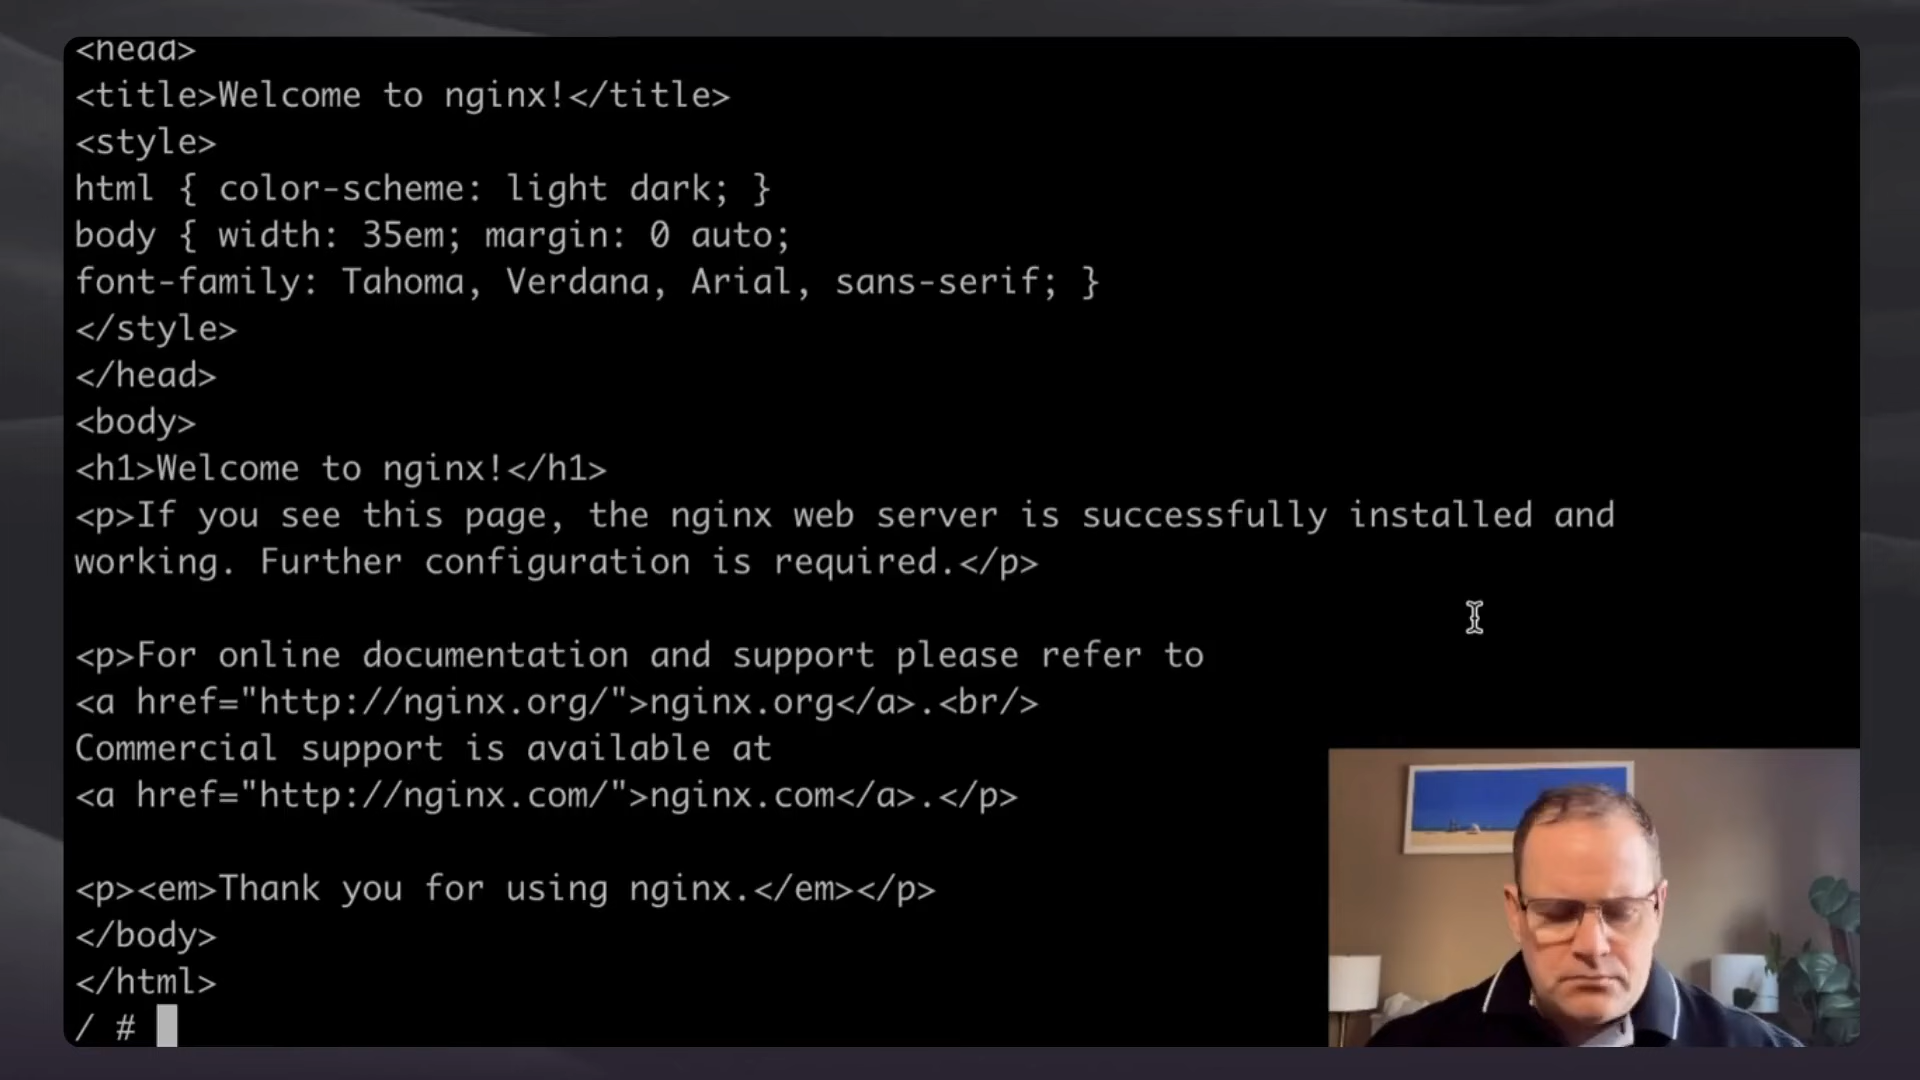 <head>
<title>Welcome to nginx!</title>
<style>
html { color-scheme: light dark; }
body { width: 35em; margin: 0 auto;
font-family: Tahoma, Verdana, Arial, sans-serif; }
</style>
</head>
<body>
<h1>Welcome to nginx!</h1>
<p>If you see this page, the nginx web server is successfully installed and
working. Further configuration is required.</p>
<p>For online documentation and support please refer to
<a href="http://nginx.org/">nginx.org</a>.<br/>
Commercial support is available at
<a href="http://nginx.com/">nginx.com</a>.</p>
<p><em>Thank you for using nginx.</em></p>
</body>
</html>
/ #